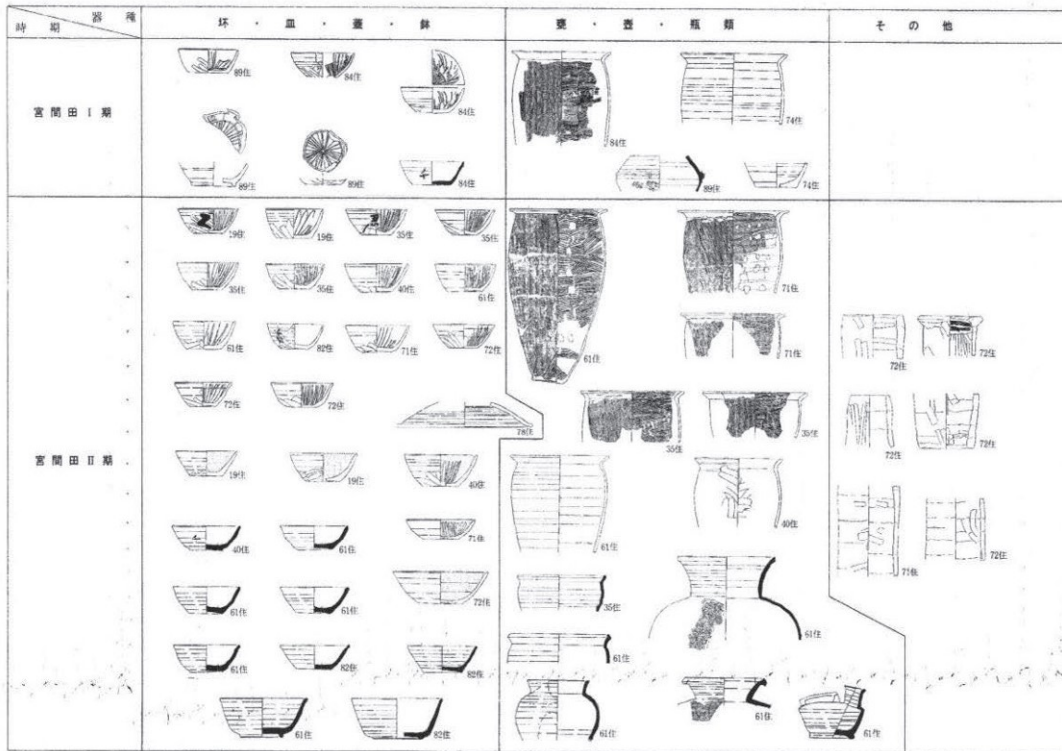 器種
時期
坏・皿・蓋・鉢
甕・壺・瓶類
その他
宮間田Ⅰ期
89住
84住
84住
84住
74住
89住
89住
84住
89住
74住
宮間田Ⅱ期
19住
19住
35住
35住
35住
35住
40住
61住
61住
82住
71住
72住
72住
72住
78住
19住
19住
40住
40住
61住
71住
61住
61住
72住
61住
82住
82住
61住
82住
61住
71住
71住
35住
35住
61住
40住
35住
61住
61住
61住
61住
61住
72住
72住
72住
72住
71住
72住